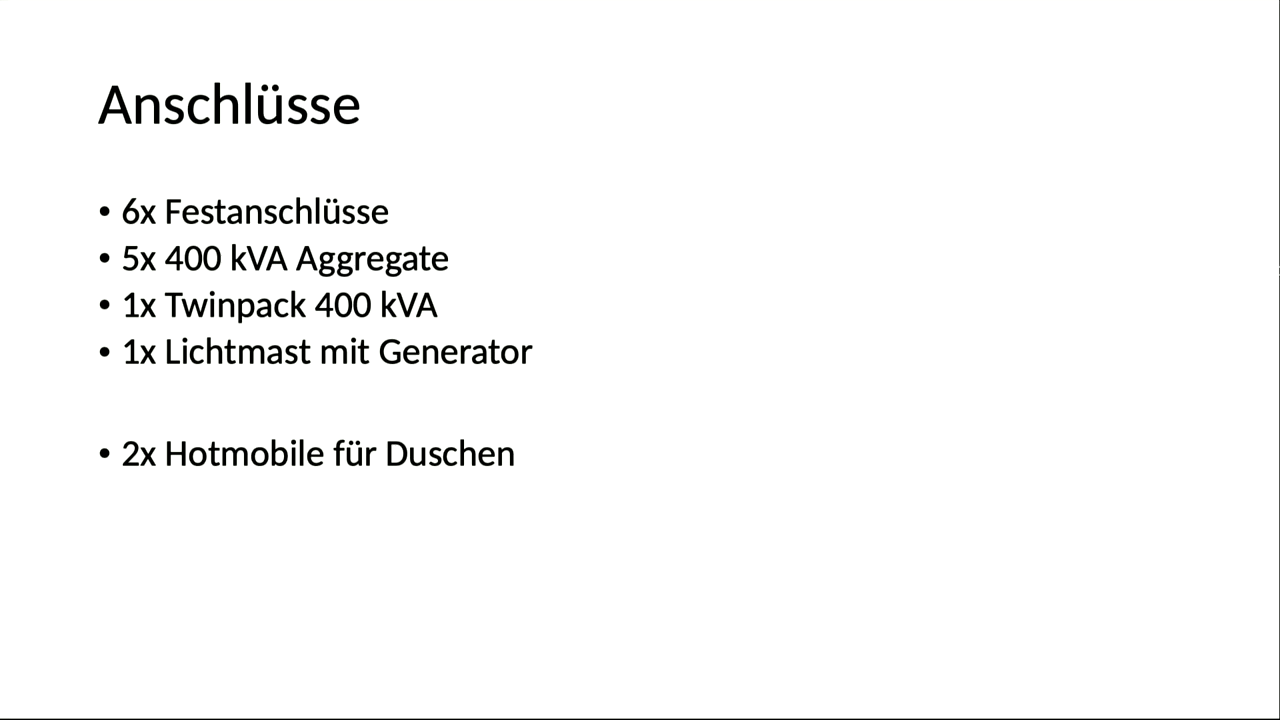 Anschlüsse
• 6x Festanschlüsse
• 5x 400 kVA Aggregate
• 1x Twinpack 400 kVA
• 1x Lichtmast mit Generator
• 2x Hotmobile für Duschen